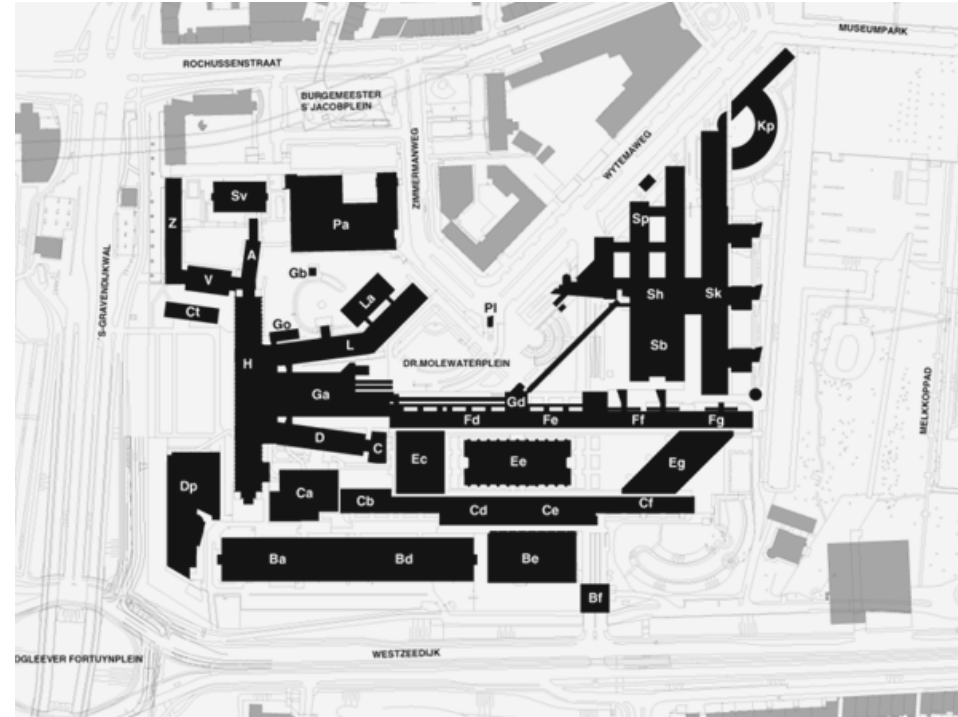 MUSEUMPARK
ROCHUSSENSTRAAT
BURGEMEESTER
S'JACOBPLEIN
ZIMMERMANWEG
WYTEMAWEG
Kp
Sv
Z
Pa
Sp
A
Gb
V
La
Sh
Sk
Ct
Go
Pl
'S-GRAVENDIJKWAL
L
Sb
H
DR.MOLEWATERPLEIN
Ga
Gd
MELKKOPPAD
Fd
Fe
Ff
Fg
D
C
Ec
Ee
Eg
Dp
Ca
Cb
Cd
Ce
Cf
Ba
Bd
Be
Bf
WESTZEEDIJK
OGLEEVER FORTUYNPLEIN